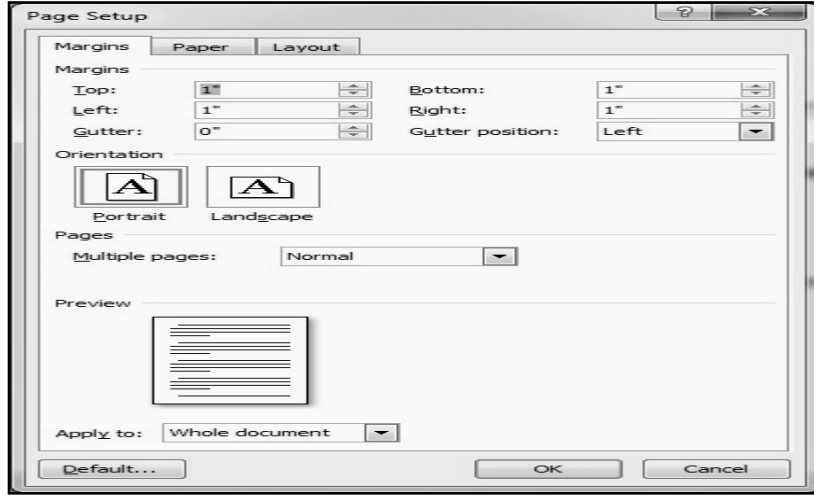 Page Setup ?
Margins Paper Layout
Margins
Top: 1" Bottom: 1"
Left: 1" Right: 1"
Gutter: 0" Gutter position: Left
Orientation
A A
Portrait Landscape
Pages
Multiple pages: Normal
Preview
Apply to: Whole document
Default... OK Cancel